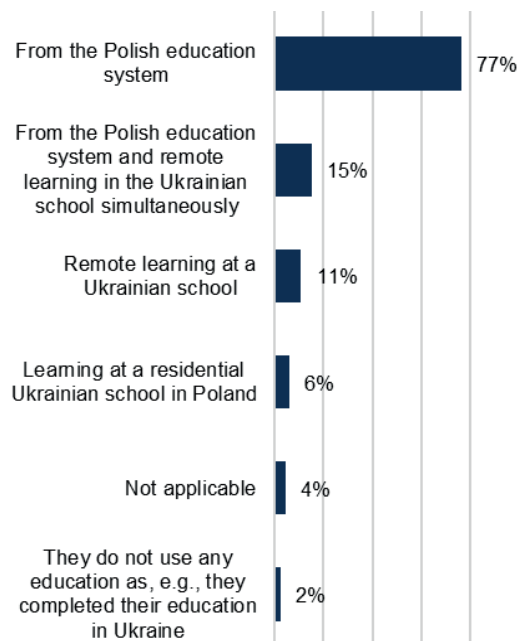 From the Polish education
system
77%
From the Polish education
system and remote
learning in the Ukrainian
school simultaneously
15%
Remote learning at a
Ukrainian school
11%
Learning at a residential
Ukrainian school in Poland
6%
Not applicable
4%
They do not use any
education as, e.g., they
completed their education
in Ukraine
2%